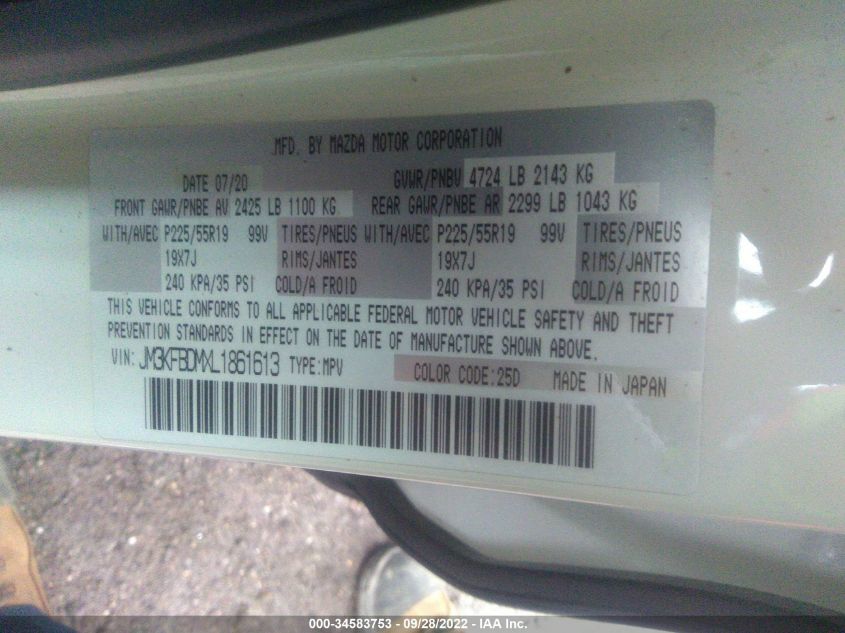 MFD. BY MAZDA MOTOR CORPORATION
DATE 07/20 GVWR/PNBV 4724 LB 2143 KG
FRONT GAWR/PNBE AV 2425 LB 1100 KG REAR GAWR/PNBE AR 2299 LB 1043 KG
WITH/AVEC P225/55R19 99V TIRES/PNEUS WITH/AVEC P225/55R19 99V TIRES/PNEUS
19X7J RIMS/JANTES 19X7J RIMS/JANTES
240 KPA/35 PSI COLD/A FROID 240 KPA/35 PSI COLD/A FROID
THIS VEHICLE CONFORMS TO ALL APPLICABLE FEDERAL MOTOR VEHICLE SAFETY AND THEFT
PREVENTION STANDARDS IN EFFECT ON THE DATE OF MANUFACTURE SHOWN ABOVE.
VIN: JM3KFBDMXL1861613 TYPE:MPV COLOR CODE:25D MADE IN JAPAN
000-34583753 - 09/28/2022 - IAA Inc.